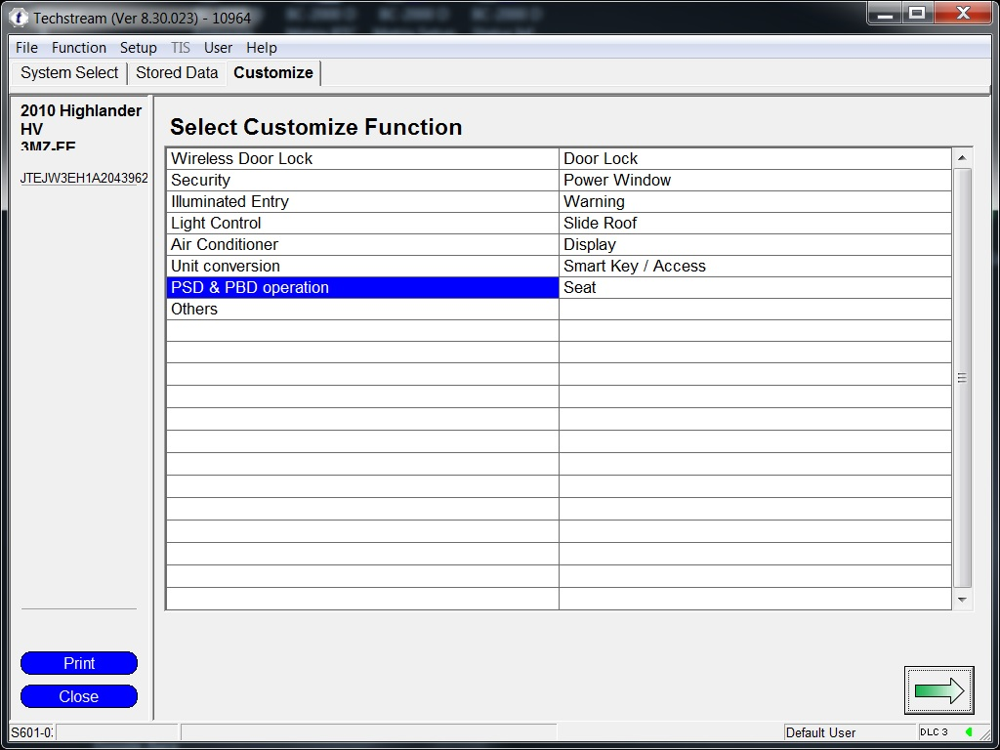 Techstream (Ver 8.30.023) - 10964
File Function Setup TIS User Help
System Select Stored Data Customize
2010 Highlander
HV
3MZ-FE
JTEJW3EH1A2043962
Select Customize Function
Wireless Door Lock Door Lock
Security Power Window
Illuminated Entry Warning
Light Control Slide Roof
Air Conditioner Display
Unit conversion Smart Key / Access
PSD & PBD operation Seat
Others
Print
Close
S601-0 Default User DLC 3